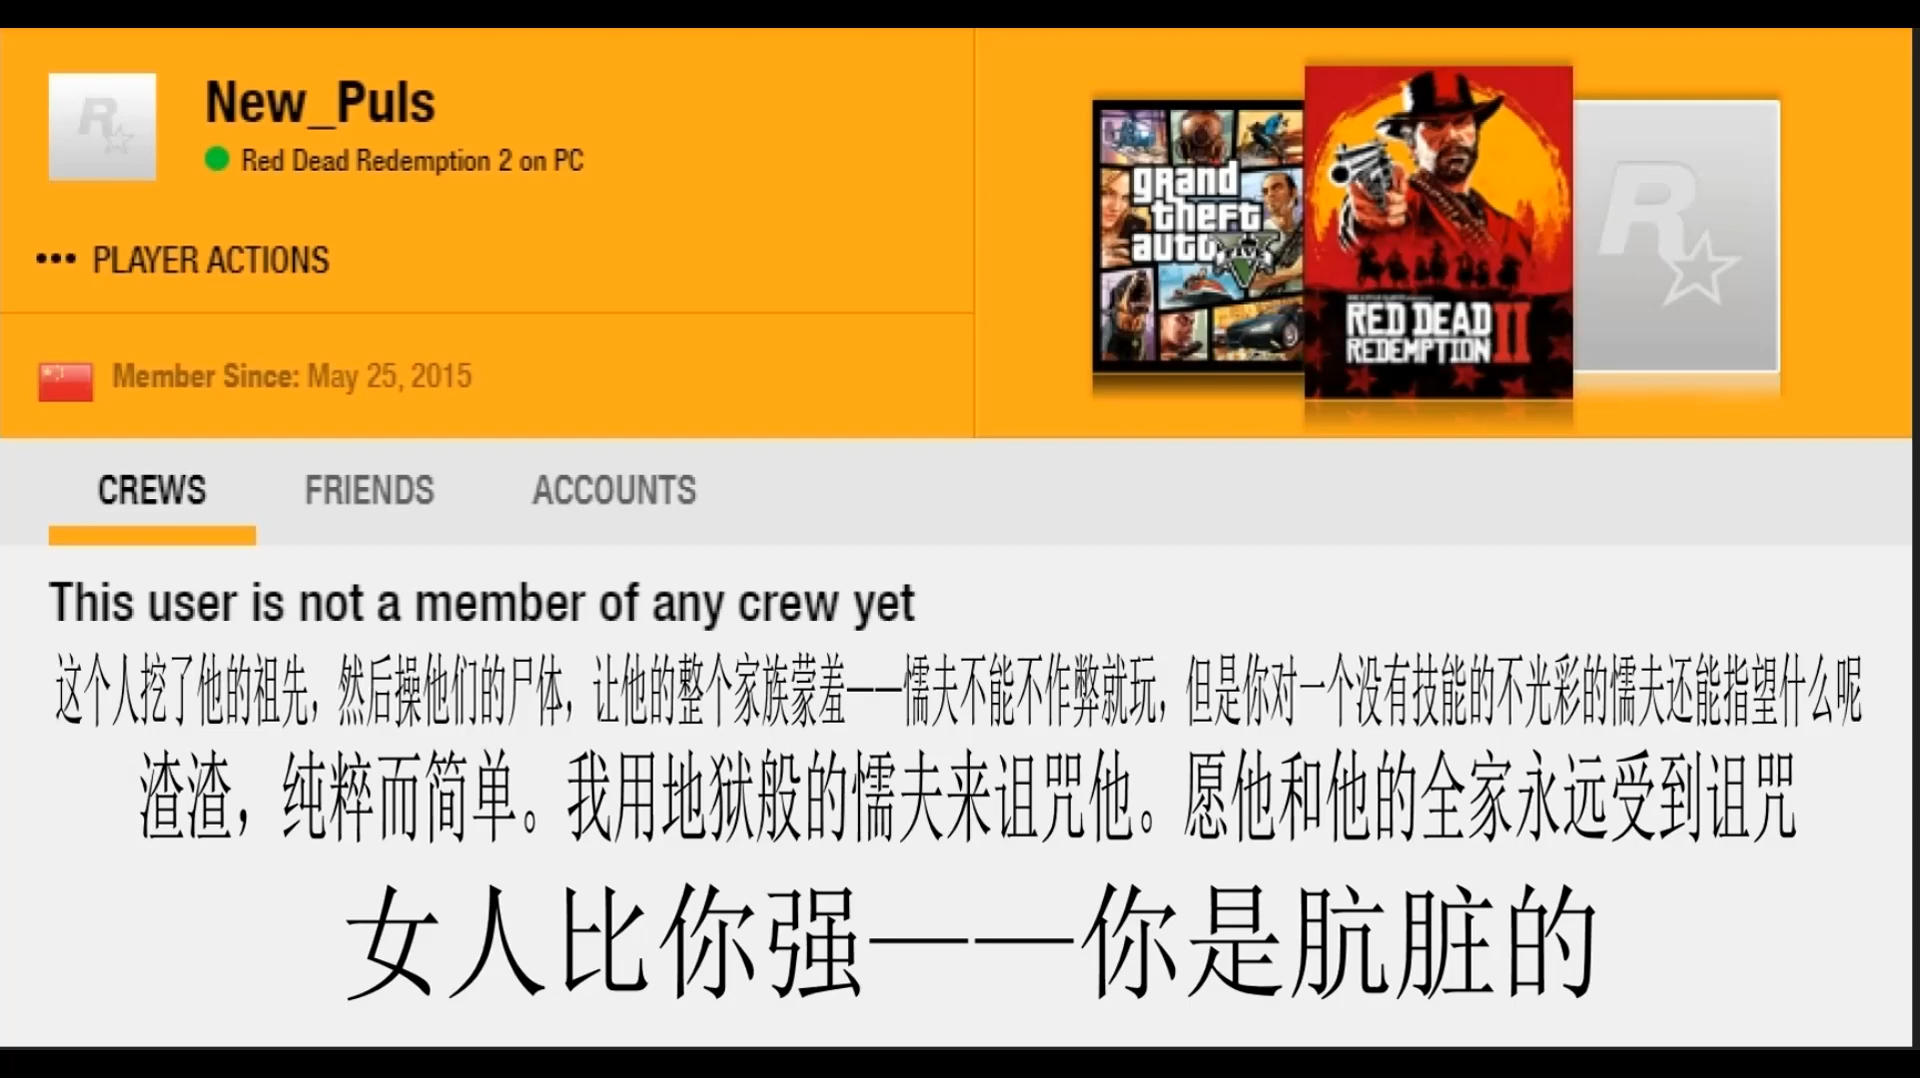 New_Puls
Red Dead Redemption 2 on PC
PLAYER ACTIONS
Member Since: May 25, 2015
grand
theft
auto
FIVE
RED DEAD
REDEMPTION II
CREWS FRIENDS ACCOUNTS
This user is not a member of any crew yet
这个人挖了他的祖先，然后操他们的尸体，让他的整个家族蒙羞——懦夫不能不作弊就玩，但是你对一个没有技能的不光彩的懦夫还能指望什么呢
渣渣，纯粹而简单。我用地狱般的懦夫来诅咒他。愿他和他的全家永远受到诅咒
女人比你强——你是肮脏的